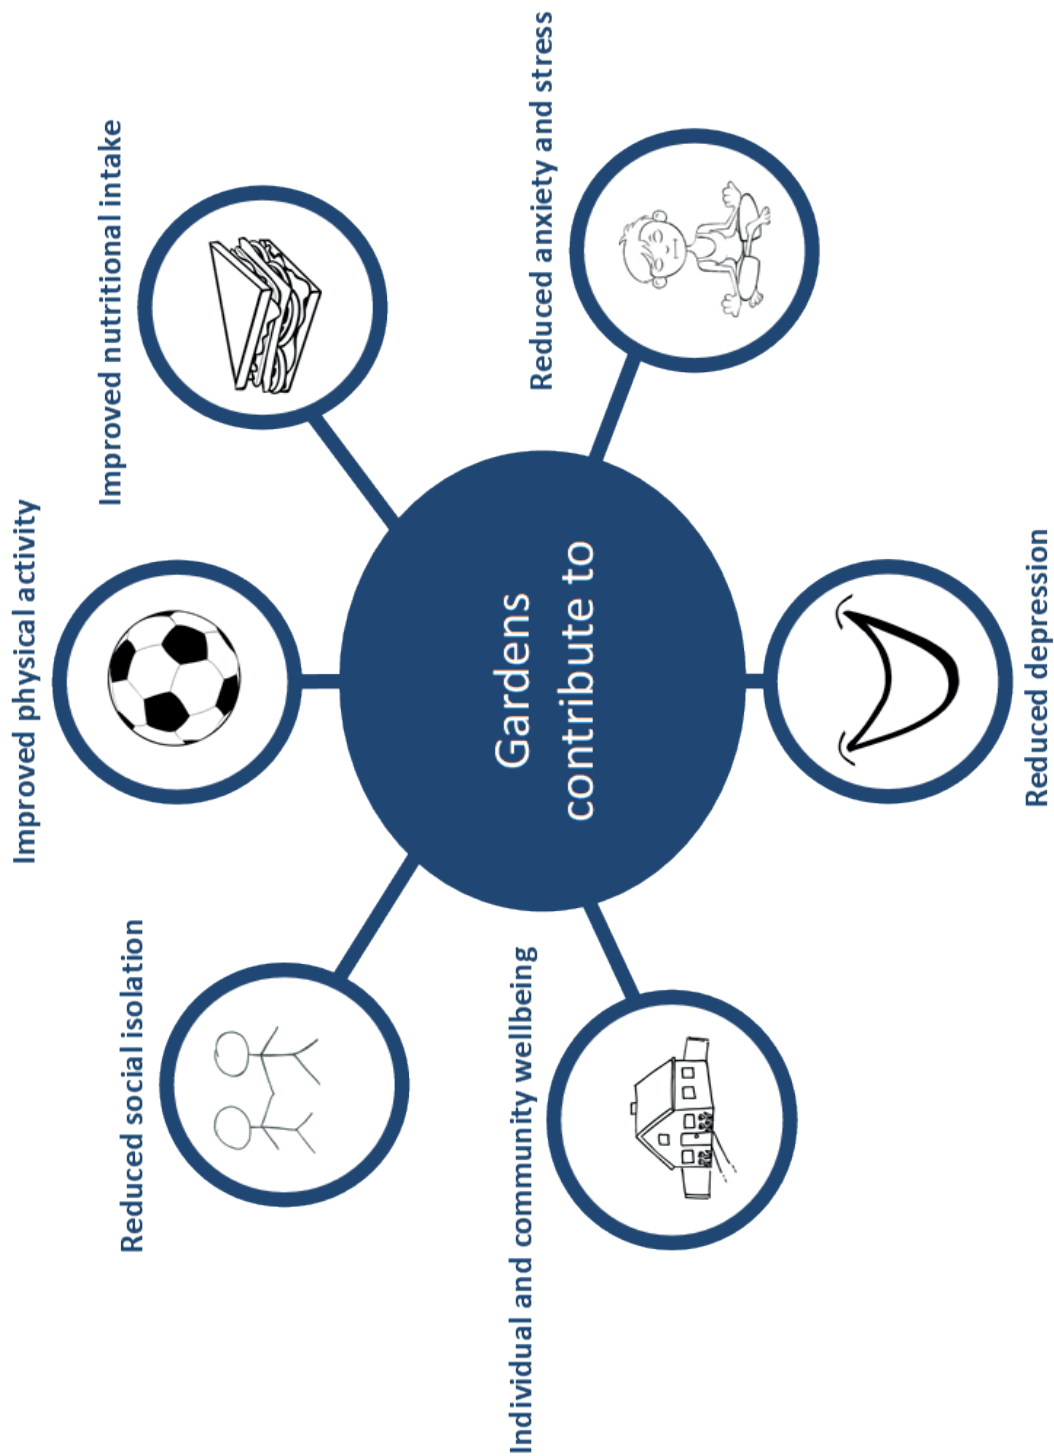 Improved physical activity
Improved nutritional intake
Reduced social isolation
Gardens
contribute to
Individual and community wellbeing
Reduced anxiety and stress
Reduced depression